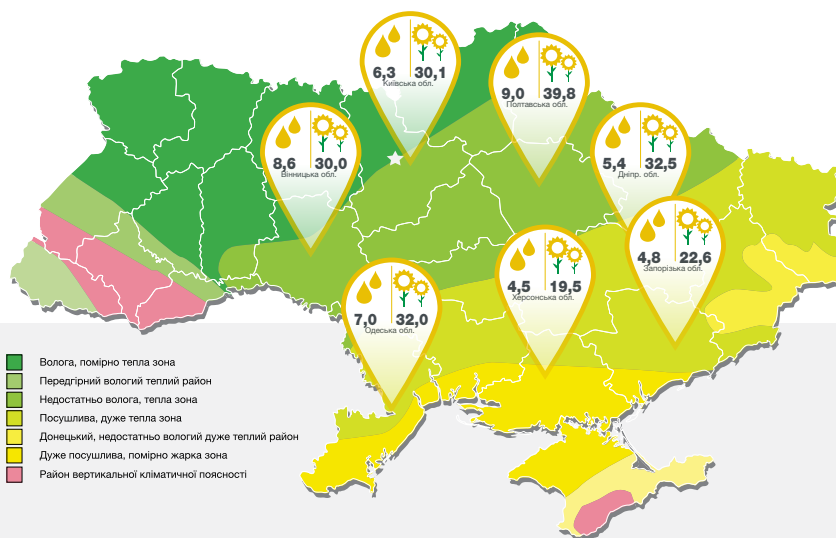 6,3 30,1
Київська обл.
9,0 39,8
Полтавська обл.
8,6 30,0
Вінницька обл.
5,4 32,5
Дніпр. обл.
4,8 22,6
Запорізька обл.
4,5 19,5
Херсонська обл.
7,0 32,0
Одеська обл.
Волога, помірно тепла зона
Передгірний вологий теплий район
Недостатньо волога, тепла зона
Посушлива, дуже тепла зона
Донецький, недостатньо вологий дуже теплий район
Дуже посушлива, помірно жарка зона
Район вертикальної кліматичної поясності